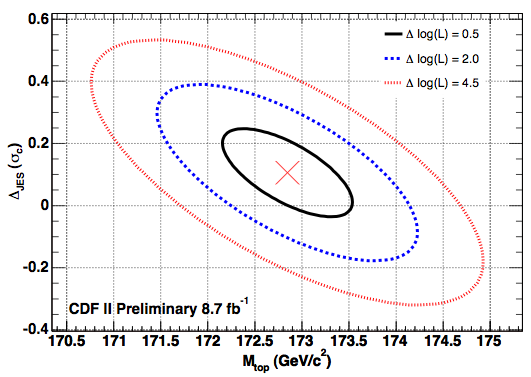 0.6
0.4
0.2
0
-0.2
-0.4
Δ_JES (σ_c)
Δ log(L) = 0.5
Δ log(L) = 2.0
Δ log(L) = 4.5
CDF II Preliminary 8.7 fb⁻¹
170.5 171 171.5 172 172.5 173 173.5 174 174.5 175
M_top (GeV/c²)